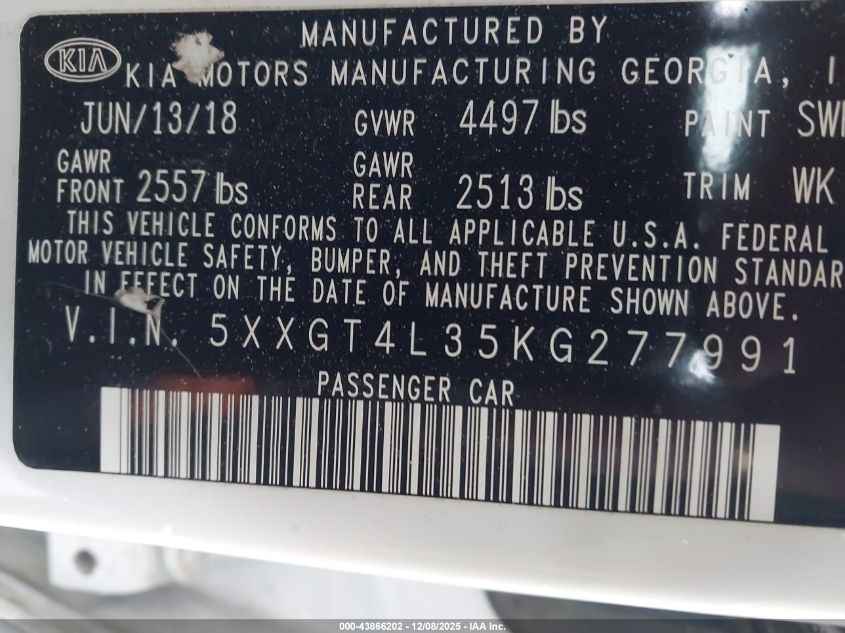 MANUFACTURED BY
KIA KIA MOTORS MANUFACTURING GEORGIA, I
JUN/13/18 GVWR 4497 lbs PAINT SW
GAWR FRONT 2557 lbs GAWR REAR 2513 lbs TRIM WK
THIS VEHICLE CONFORMS TO ALL APPLICABLE U.S.A. FEDERAL
MOTOR VEHICLE SAFETY, BUMPER, AND THEFT PREVENTION STANDAR
IN EFFECT ON THE DATE OF MANUFACTURE SHOWN ABOVE.
V.I.N. 5XXGT4L35KG277991
PASSENGER CAR
000-43866202 - 12/08/2025 - IAA Inc.